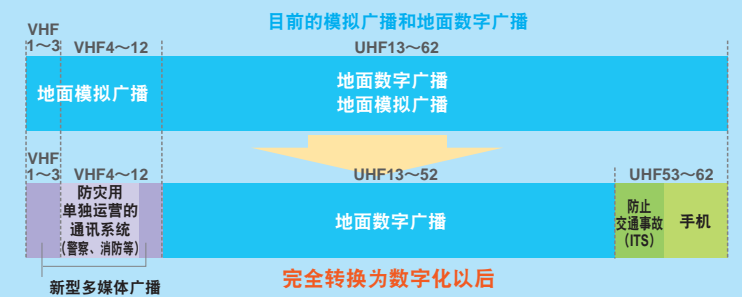 目前的模拟广播和地面数字广播
VHF
1～3
VHF4～12
UHF13～62
地面模拟广播
地面数字广播
地面模拟广播
VHF
1～3
VHF4～12
UHF13～52
UHF53～62
防灾用
单独运营的
通讯系统
(警察、消防等)
地面数字广播
防止
交通事故
(ITS)
手机
新型多媒体广播
完全转换为数字化以后